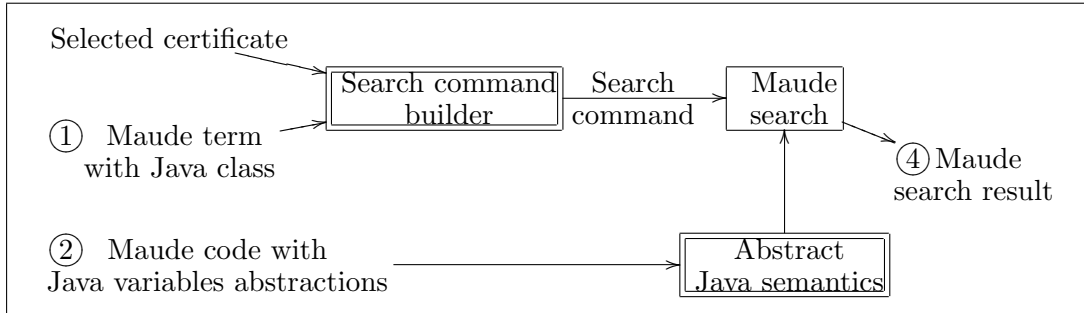 Selected certificate
Search command
builder
Search
command
Maude
search
① Maude term
with Java class
④ Maude
search result
② Maude code with
Java variables abstractions
Abstract
Java semantics